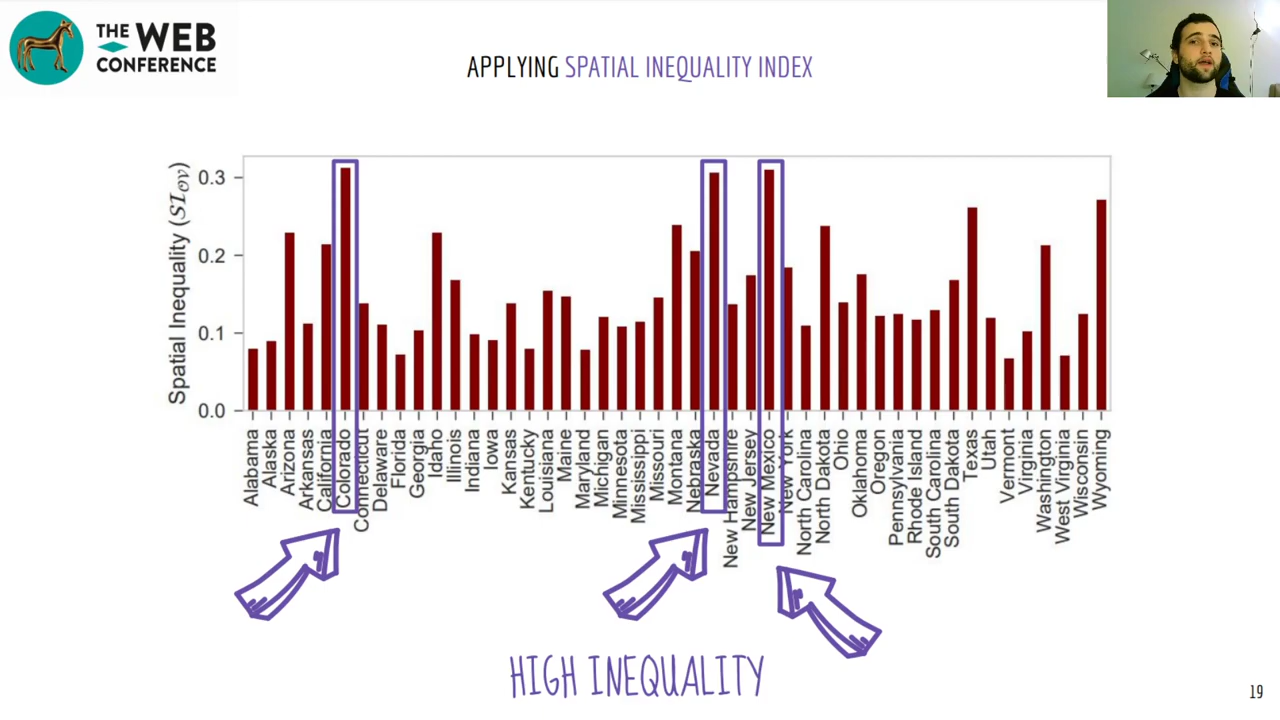 THE WEB
CONFERENCE
APPLYING SPATIAL INEQUALITY INDEX
Spatial Inequality (SI_OV)
0.3
0.2
0.1
0.0
Alabama
Alaska
Arizona
Arkansas
California
Colorado
Connecticut
Delaware
Florida
Georgia
Idaho
Illinois
Indiana
Iowa
Kansas
Kentucky
Louisiana
Maine
Maryland
Michigan
Minnesota
Mississippi
Missouri
Montana
Nebraska
Nevada
New Hampshire
New Jersey
New Mexico
New York
North Carolina
North Dakota
Ohio
Oklahoma
Oregon
Pennsylvania
Rhode Island
South Carolina
South Dakota
Texas
Utah
Vermont
Virginia
Washington
West Virginia
Wisconsin
Wyoming
HIGH INEQUALITY
19